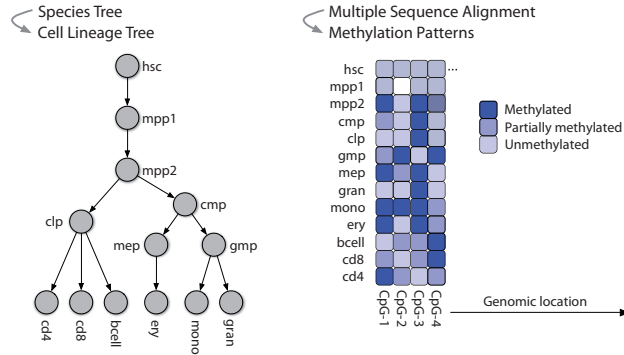 Species Tree
Cell Lineage Tree
hsc
mpp1
mpp2
cmp
clp
mep
gmp
cd4
cd8
bcell
ery
mono
gran
Multiple Sequence Alignment
Methylation Patterns
hsc ...
mpp1
mpp2
cmp
clp
gmp
mep
gran
mono
ery
bcell
cd8
cd4
Methylated
Partially methylated
Unmethylated
CpG-1
CpG-2
CpG-3
CpG-4
Genomic location